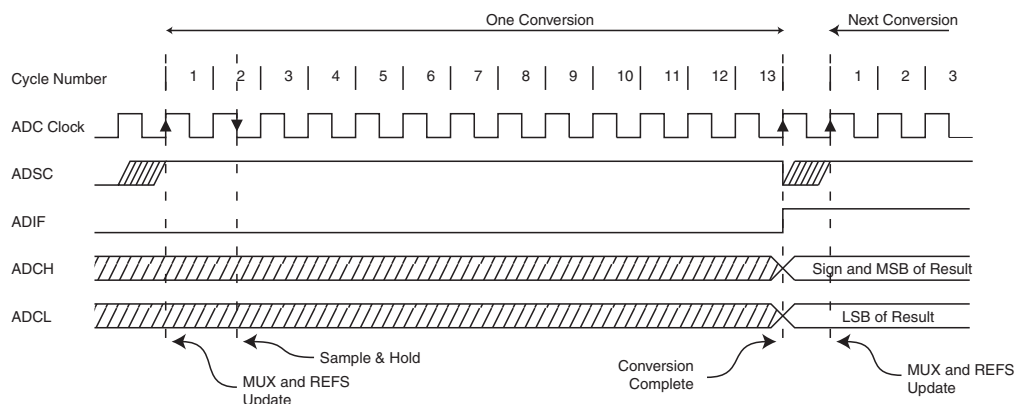 One Conversion
Next Conversion
Cycle Number 1 2 3 4 5 6 7 8 9 10 11 12 13 1 2 3
ADC Clock
ADSC
ADIF
ADCH
Sign and MSB of Result
ADCL
LSB of Result
MUX and REFS
Update
Sample & Hold
Conversion
Complete
MUX and REFS
Update